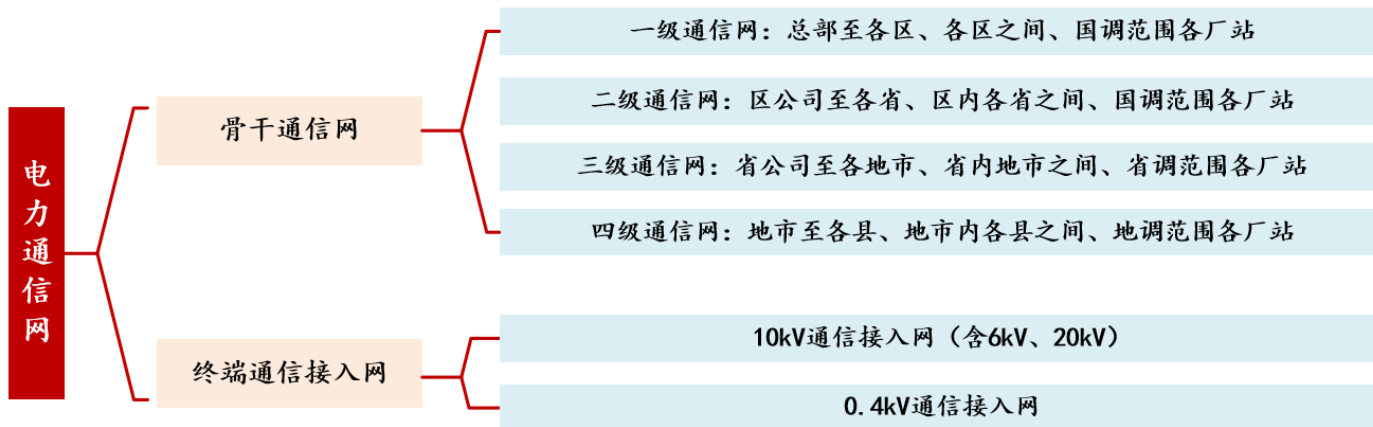 电力通信网
骨干通信网
一级通信网：总部至各区、各区之间、国调范围各厂站
二级通信网：区公司至各省、区内各省之间、国调范围各厂站
三级通信网：省公司至各地市、省内地市之间、省调范围各厂站
四级通信网：地市至各县、地市内各县之间、地调范围各厂站
终端通信接入网
10kV通信接入网（含6kV、20kV）
0.4kV通信接入网